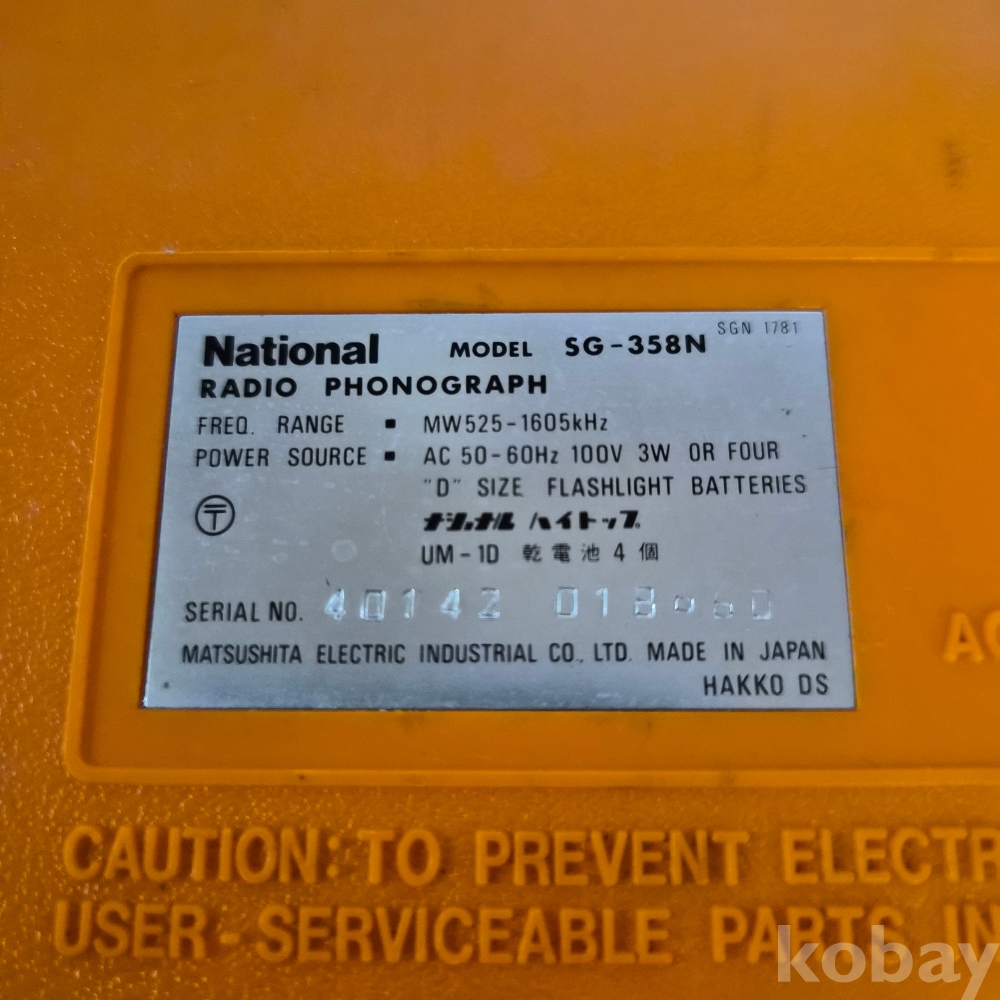 National MODEL SG-358N SGN 1781
RADIO PHONOGRAPH
FREQ. RANGE ▪ MW525-1605kHz
POWER SOURCE ▪ AC 50-60Hz 100V 3W OR FOUR
"D" SIZE FLASHLIGHT BATTERIES
ナショナル ハイトップ
UM-1D 乾電池4個
SERIAL NO. 40142
MATSUSHITA ELECTRIC INDUSTRIAL CO., LTD. MADE IN JAPAN
HAKKO DS
AC
CAUTION: TO PREVENT ELECTR
USER-SERVICEABLE PARTS IN
kobay